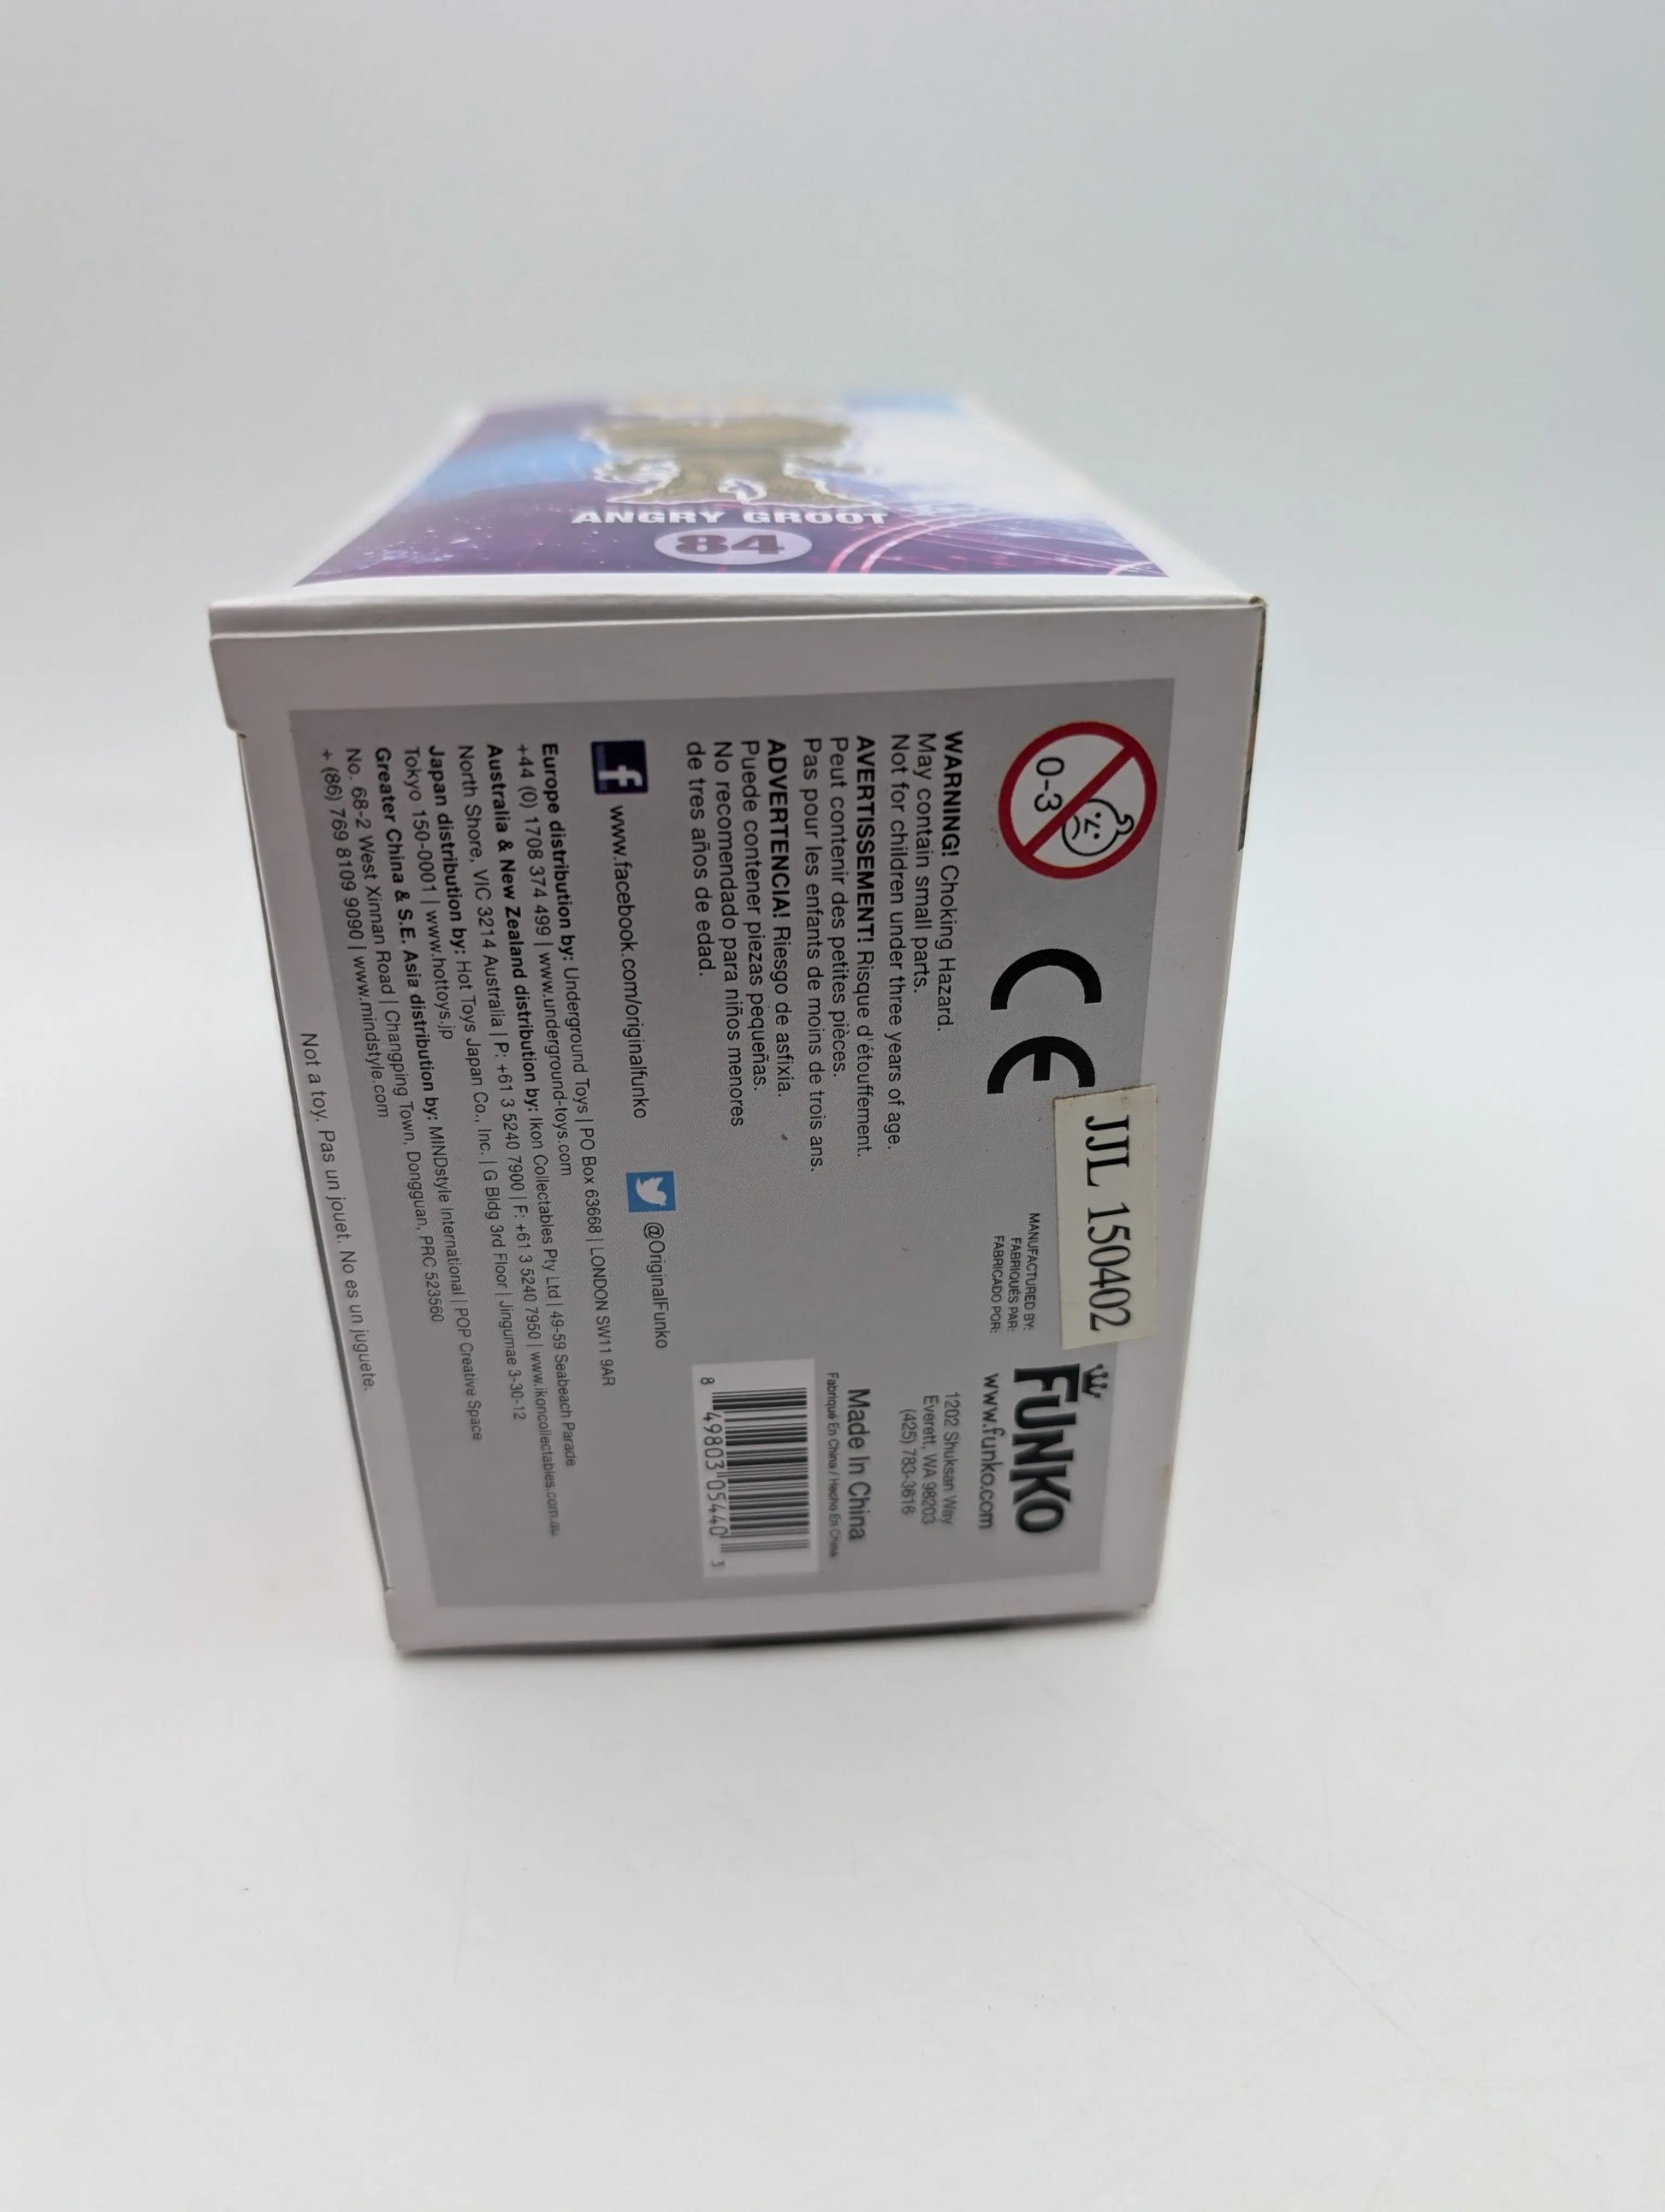 ANGRY GROOT
84
0-3
CE
JJL 150402
WARNING! Choking Hazard.
May contain small parts.
Not for children under three years of age.
AVERTISSEMENT! Risque d'étouffement.
Peut contenir des petites pièces.
Pas pour les enfants de moins de trois ans.
ADVERTENCIA! Riesgo de asfixia.
Puede contener piezas pequeñas.
No recomendado para niños menores
de tres años de edad.
MANUFACTURED BY:
FABRIQUÉS PAR:
FABRICADO POR:
FUNKO
www.funko.com
1202 Shuksan Way
Everett, WA 98203
(425) 783-3616
Made In China
Fabriqué En China / Hecho En China
8 49803 05440 3
f www.facebook.com/originalfunko
@OriginalFunko
Europe distribution by: Underground Toys | PO Box 63668 | LONDON SW11 9AR
+44 (0) 1708 374 499 | www.underground-toys.com
Australia & New Zealand distribution by: Ikon Collectables Pty Ltd | 49-59 Seabeach Parade
North Shore, VIC 3214 Australia | P: +61 3 5240 7900 | F: +61 3 5240 7950 | www.ikoncollectables.com.au
Japan distribution by: Hot Toys Japan Co., Inc. | G Bldg 3rd Floor | Jingumae 3-30-12
Tokyo 150-0001 | www.hottoys.jp
Greater China & S.E. Asia distribution by: MINDstyle International | POP Creative Space
No. 68-2 West Xinnan Road | Changping Town, Dongguan, PRC 523560
+ (86) 769 8109 9090 | www.mindstyle.com
Not a toy. Pas un jouet. No es un juguete.